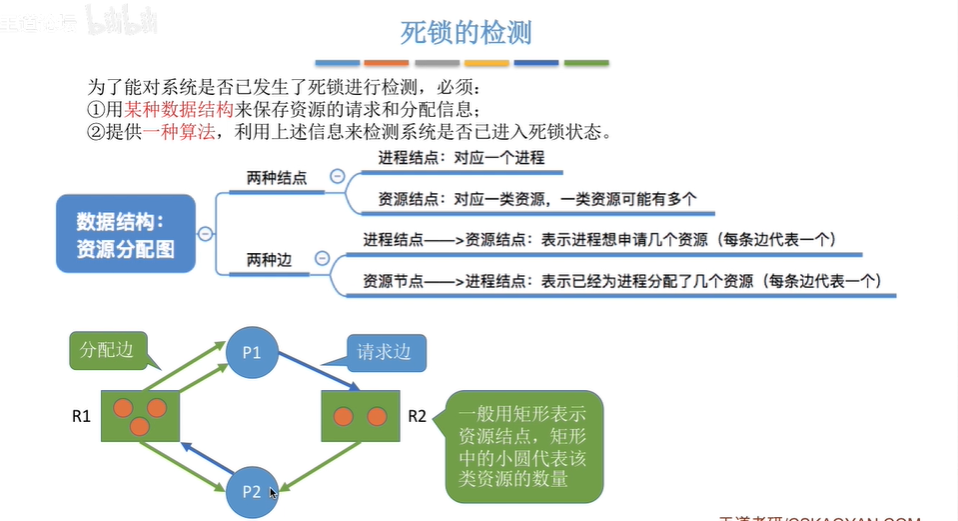 bilibili
死锁的检测
为了能对系统是否已发生了死锁进行检测，必须：
①用某种数据结构来保存资源的请求和分配信息；
②提供一种算法，利用上述信息来检测系统是否已进入死锁状态。
数据结构：
资源分配图
两种结点
进程结点：对应一个进程
资源结点：对应一类资源，一类资源可能有多个
两种边
进程结点——>资源结点：表示进程想申请几个资源（每条边代表一个）
资源节点——>进程结点：表示已经为进程分配了几个资源（每条边代表一个）
分配边
P1
请求边
R1
R2
一般用矩形表示
资源结点，矩形
中的小圆代表该
类资源的数量
P2